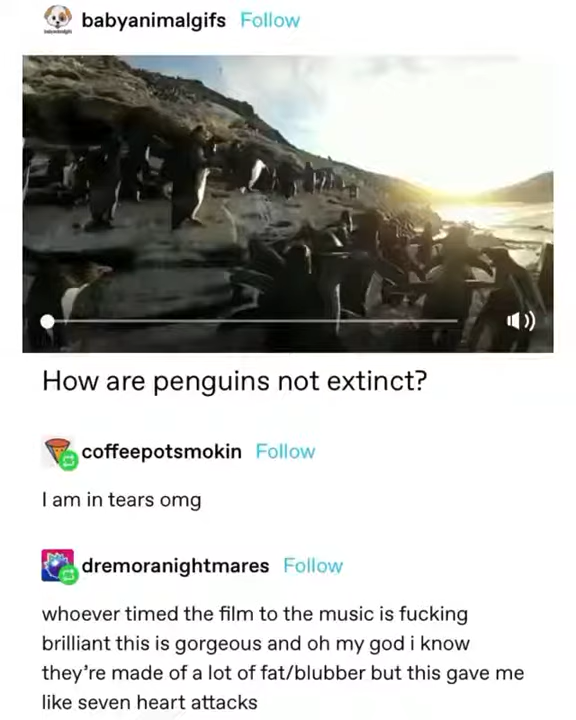 babyanimalgifs Follow
How are penguins not extinct?
coffeepotsmokin Follow
I am in tears omg
dremoranightmares Follow
whoever timed the film to the music is fucking
brilliant this is gorgeous and oh my god i know
they're made of a lot of fat/blubber but this gave me
like seven heart attacks